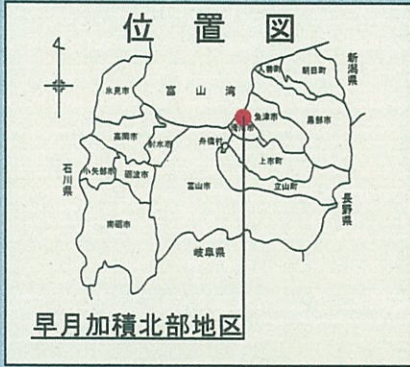 位置図
4
新潟県
入善町
朝日町
氷見市
富山湾
魚津市
黒部市
滑川市
高岡市
射水市
舟橋村
上市町
石川県
小矢部市
砺波市
富山市
立山町
長野県
南砺市
岐阜県
早月加積北部地区